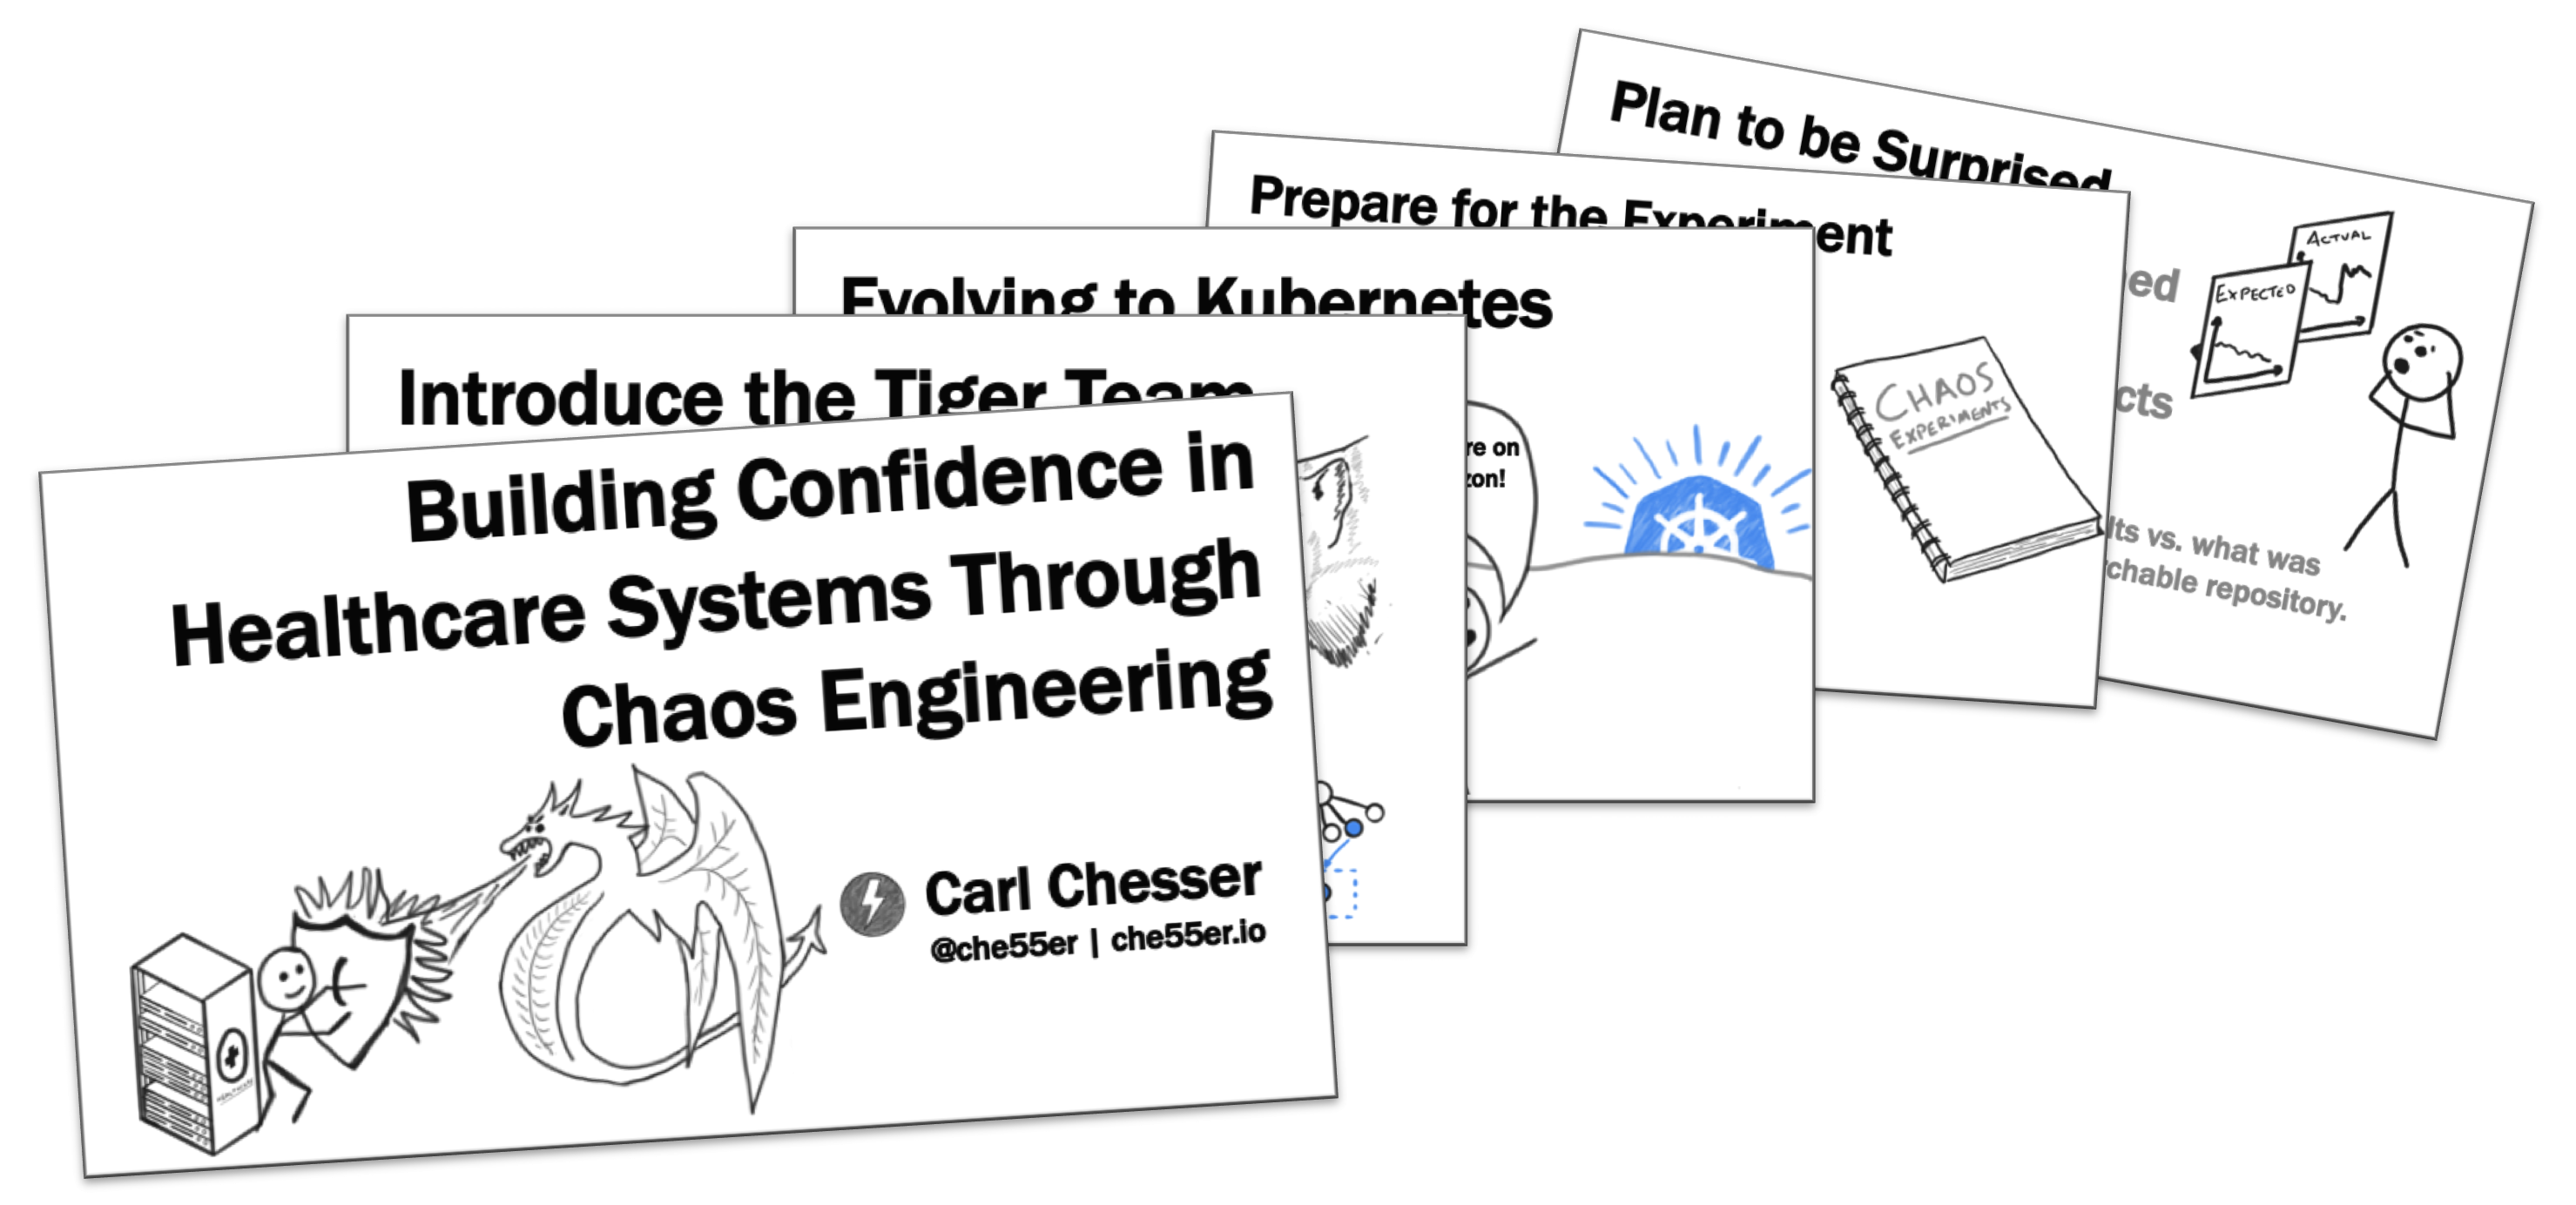 Building Confidence in
Healthcare Systems Through
Chaos Engineering
Carl Chesser
@che55er | che55er.io
HEALTHCARE
Introduce the Tiger Team
Evolving to Kubernetes
re on
zon!
Prepare for the Experiment
CHAOS
EXPERIMENTS
Plan to be Surprised
ed
cts
ACTUAL
EXPECTED
lts vs. what was
chable repository.